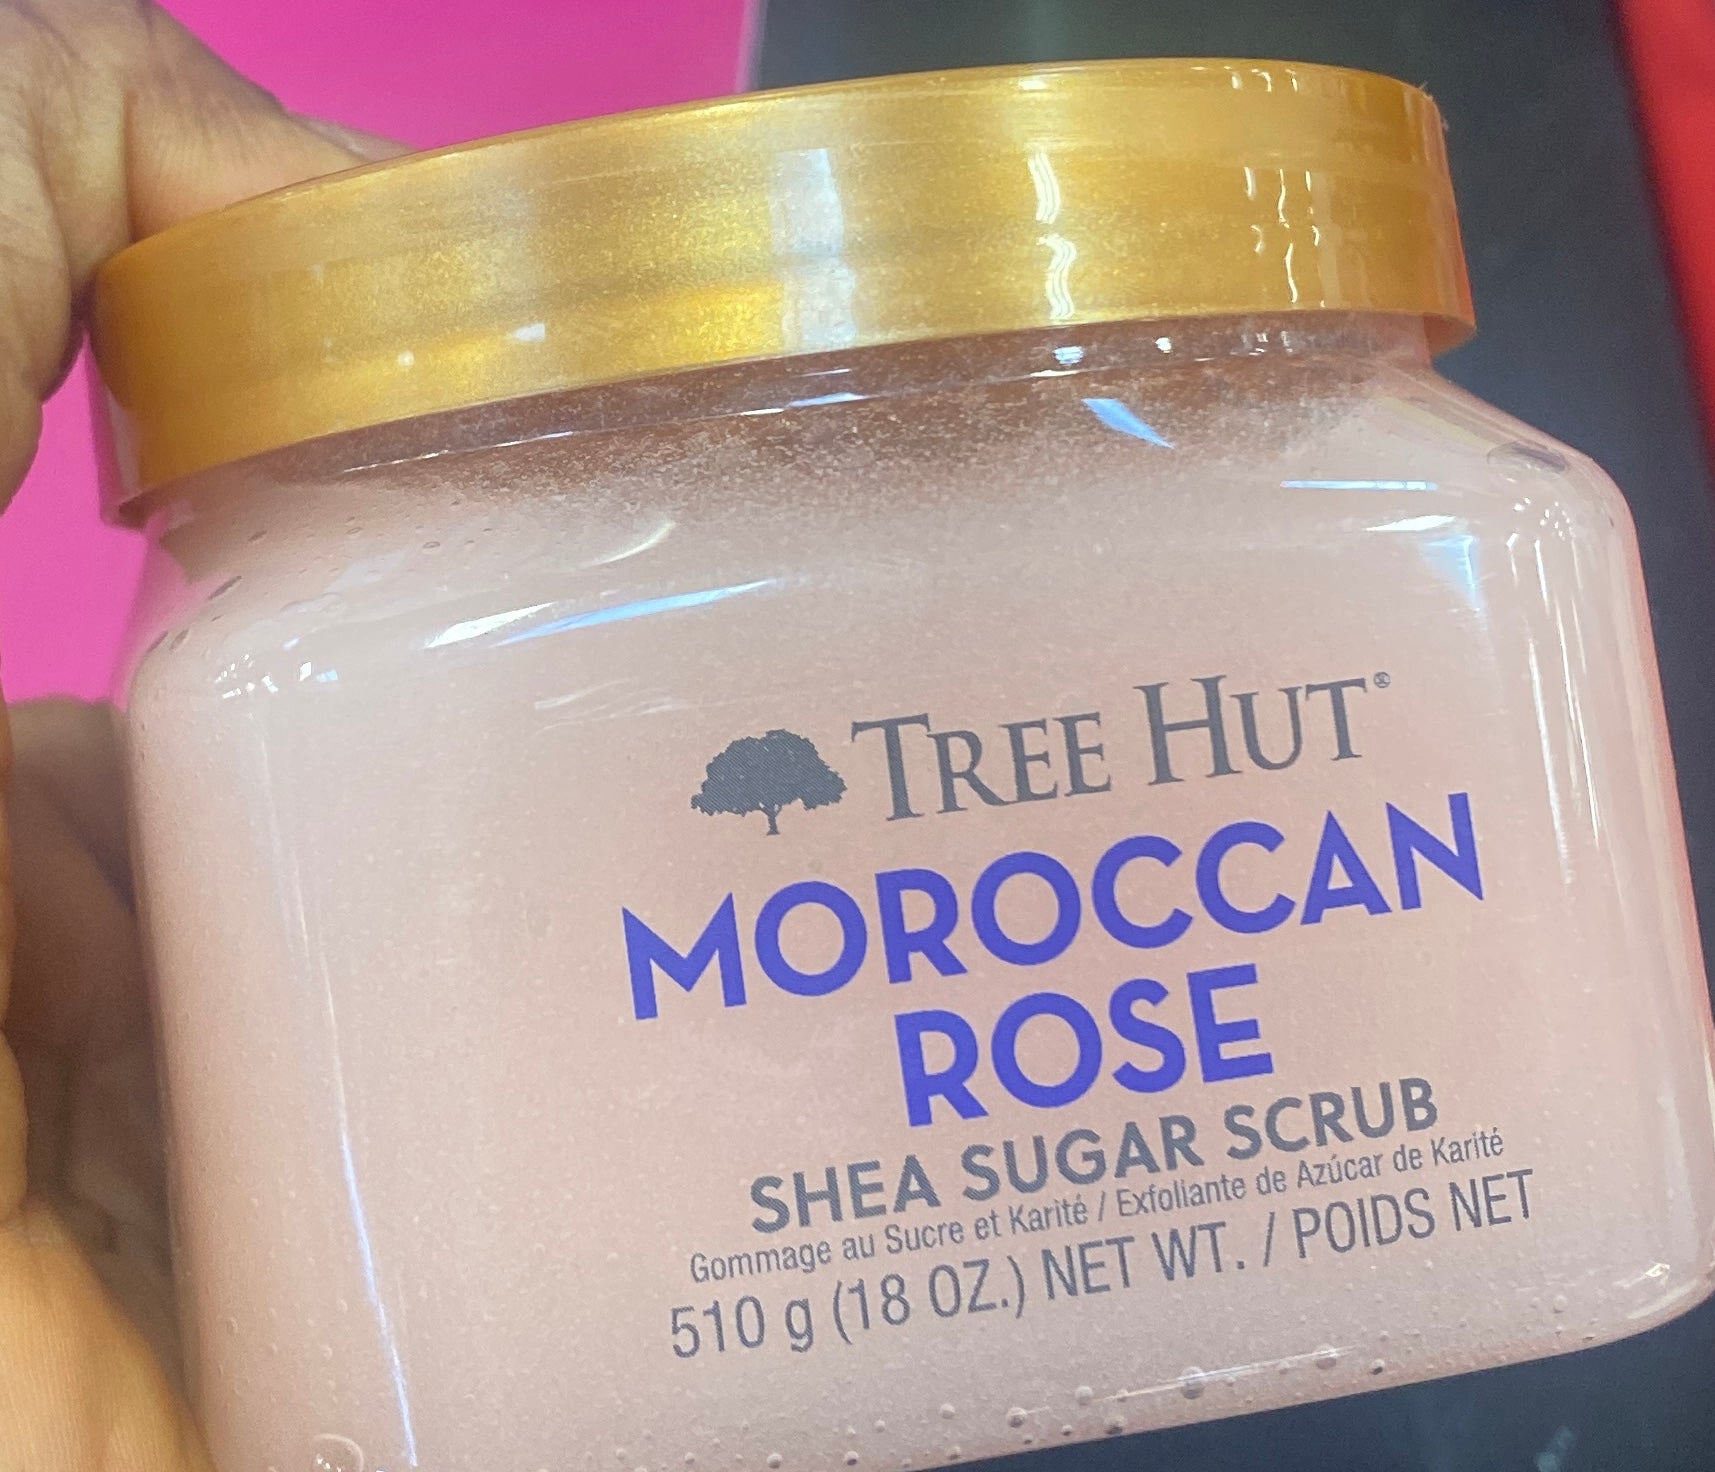 TREE HUT®
MOROCCAN
ROSE
SHEA SUGAR SCRUB
Gommage au Sucre et Karité / Exfoliante de Azúcar de Karité
510 g (18 OZ.) NET WT. / POIDS NET